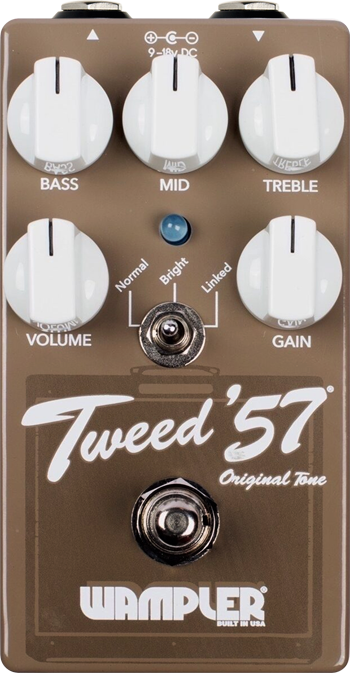 9-18v DC
BASS MID TREBLE
Normal Bright Linked
VOLUME GAIN
Tweed '57®
Original Tone
WAMPLER®
BUILT IN USA